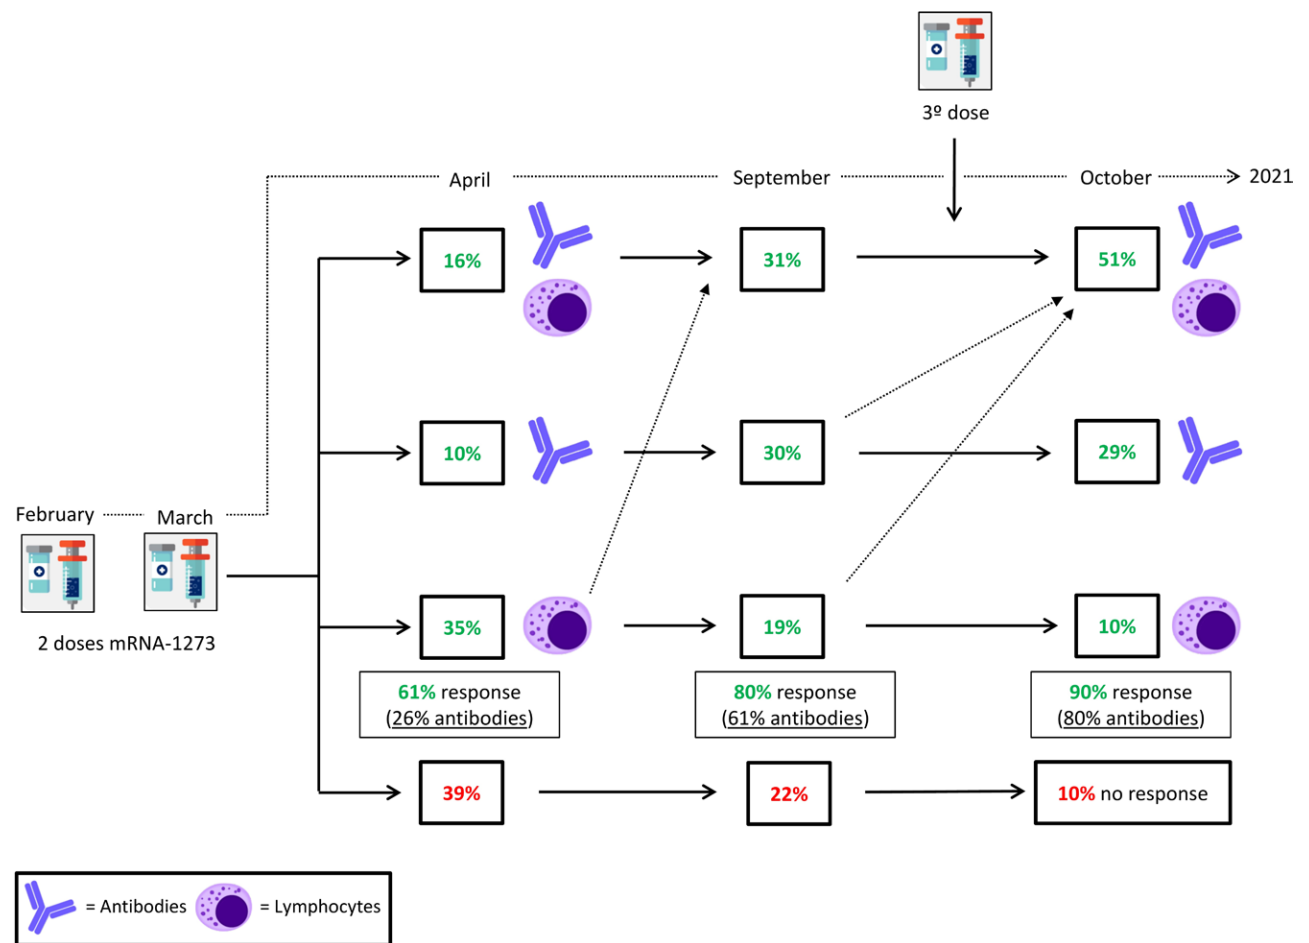 3º dose
April
September
October
2021
16%
31%
51%
10%
30%
29%
February
March
2 doses mRNA-1273
35%
19%
10%
61% response
(26% antibodies)
80% response
(61% antibodies)
90% response
(80% antibodies)
39%
22%
10% no response
= Antibodies
= Lymphocytes